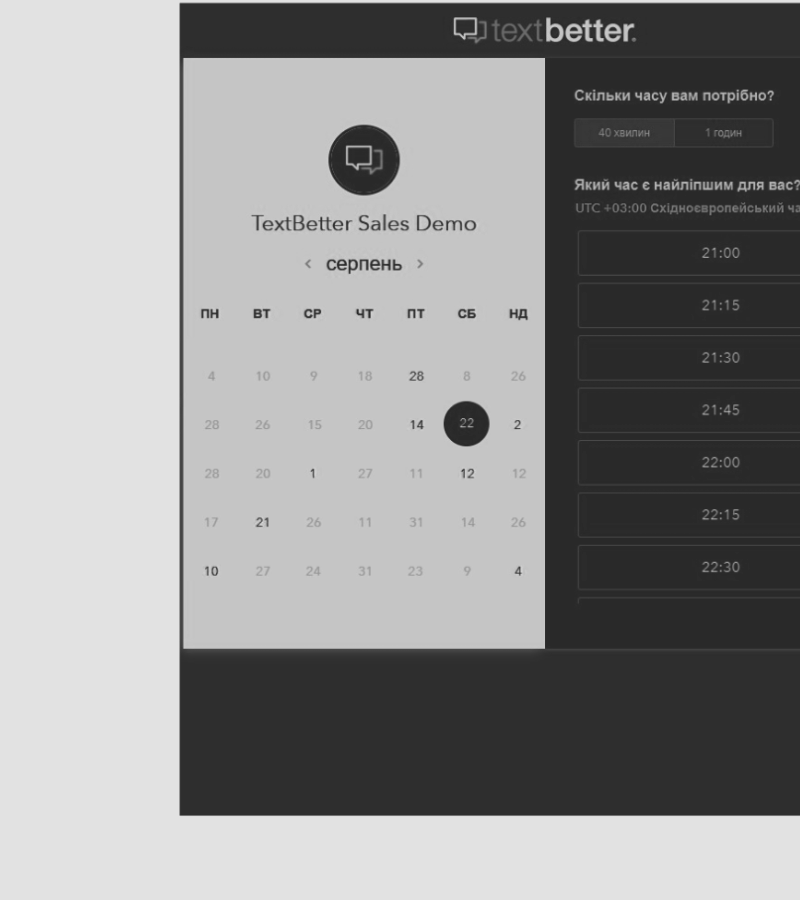 textbetter.
TextBetter Sales Demo
< серпень >
ПН ВТ СР ЧТ ПТ СБ НД
4 10 9 18 28 8 26
28 26 15 20 14 22 2
28 20 1 27 11 12 12
17 21 26 11 31 14 26
10 27 24 31 23 9 4
Скільки часу вам потрібно?
40 хвилин 1 годин
Який час є найліпшим для вас?
UTC +03:00 Східноєвропейський ча
21:00
21:15
21:30
21:45
22:00
22:15
22:30